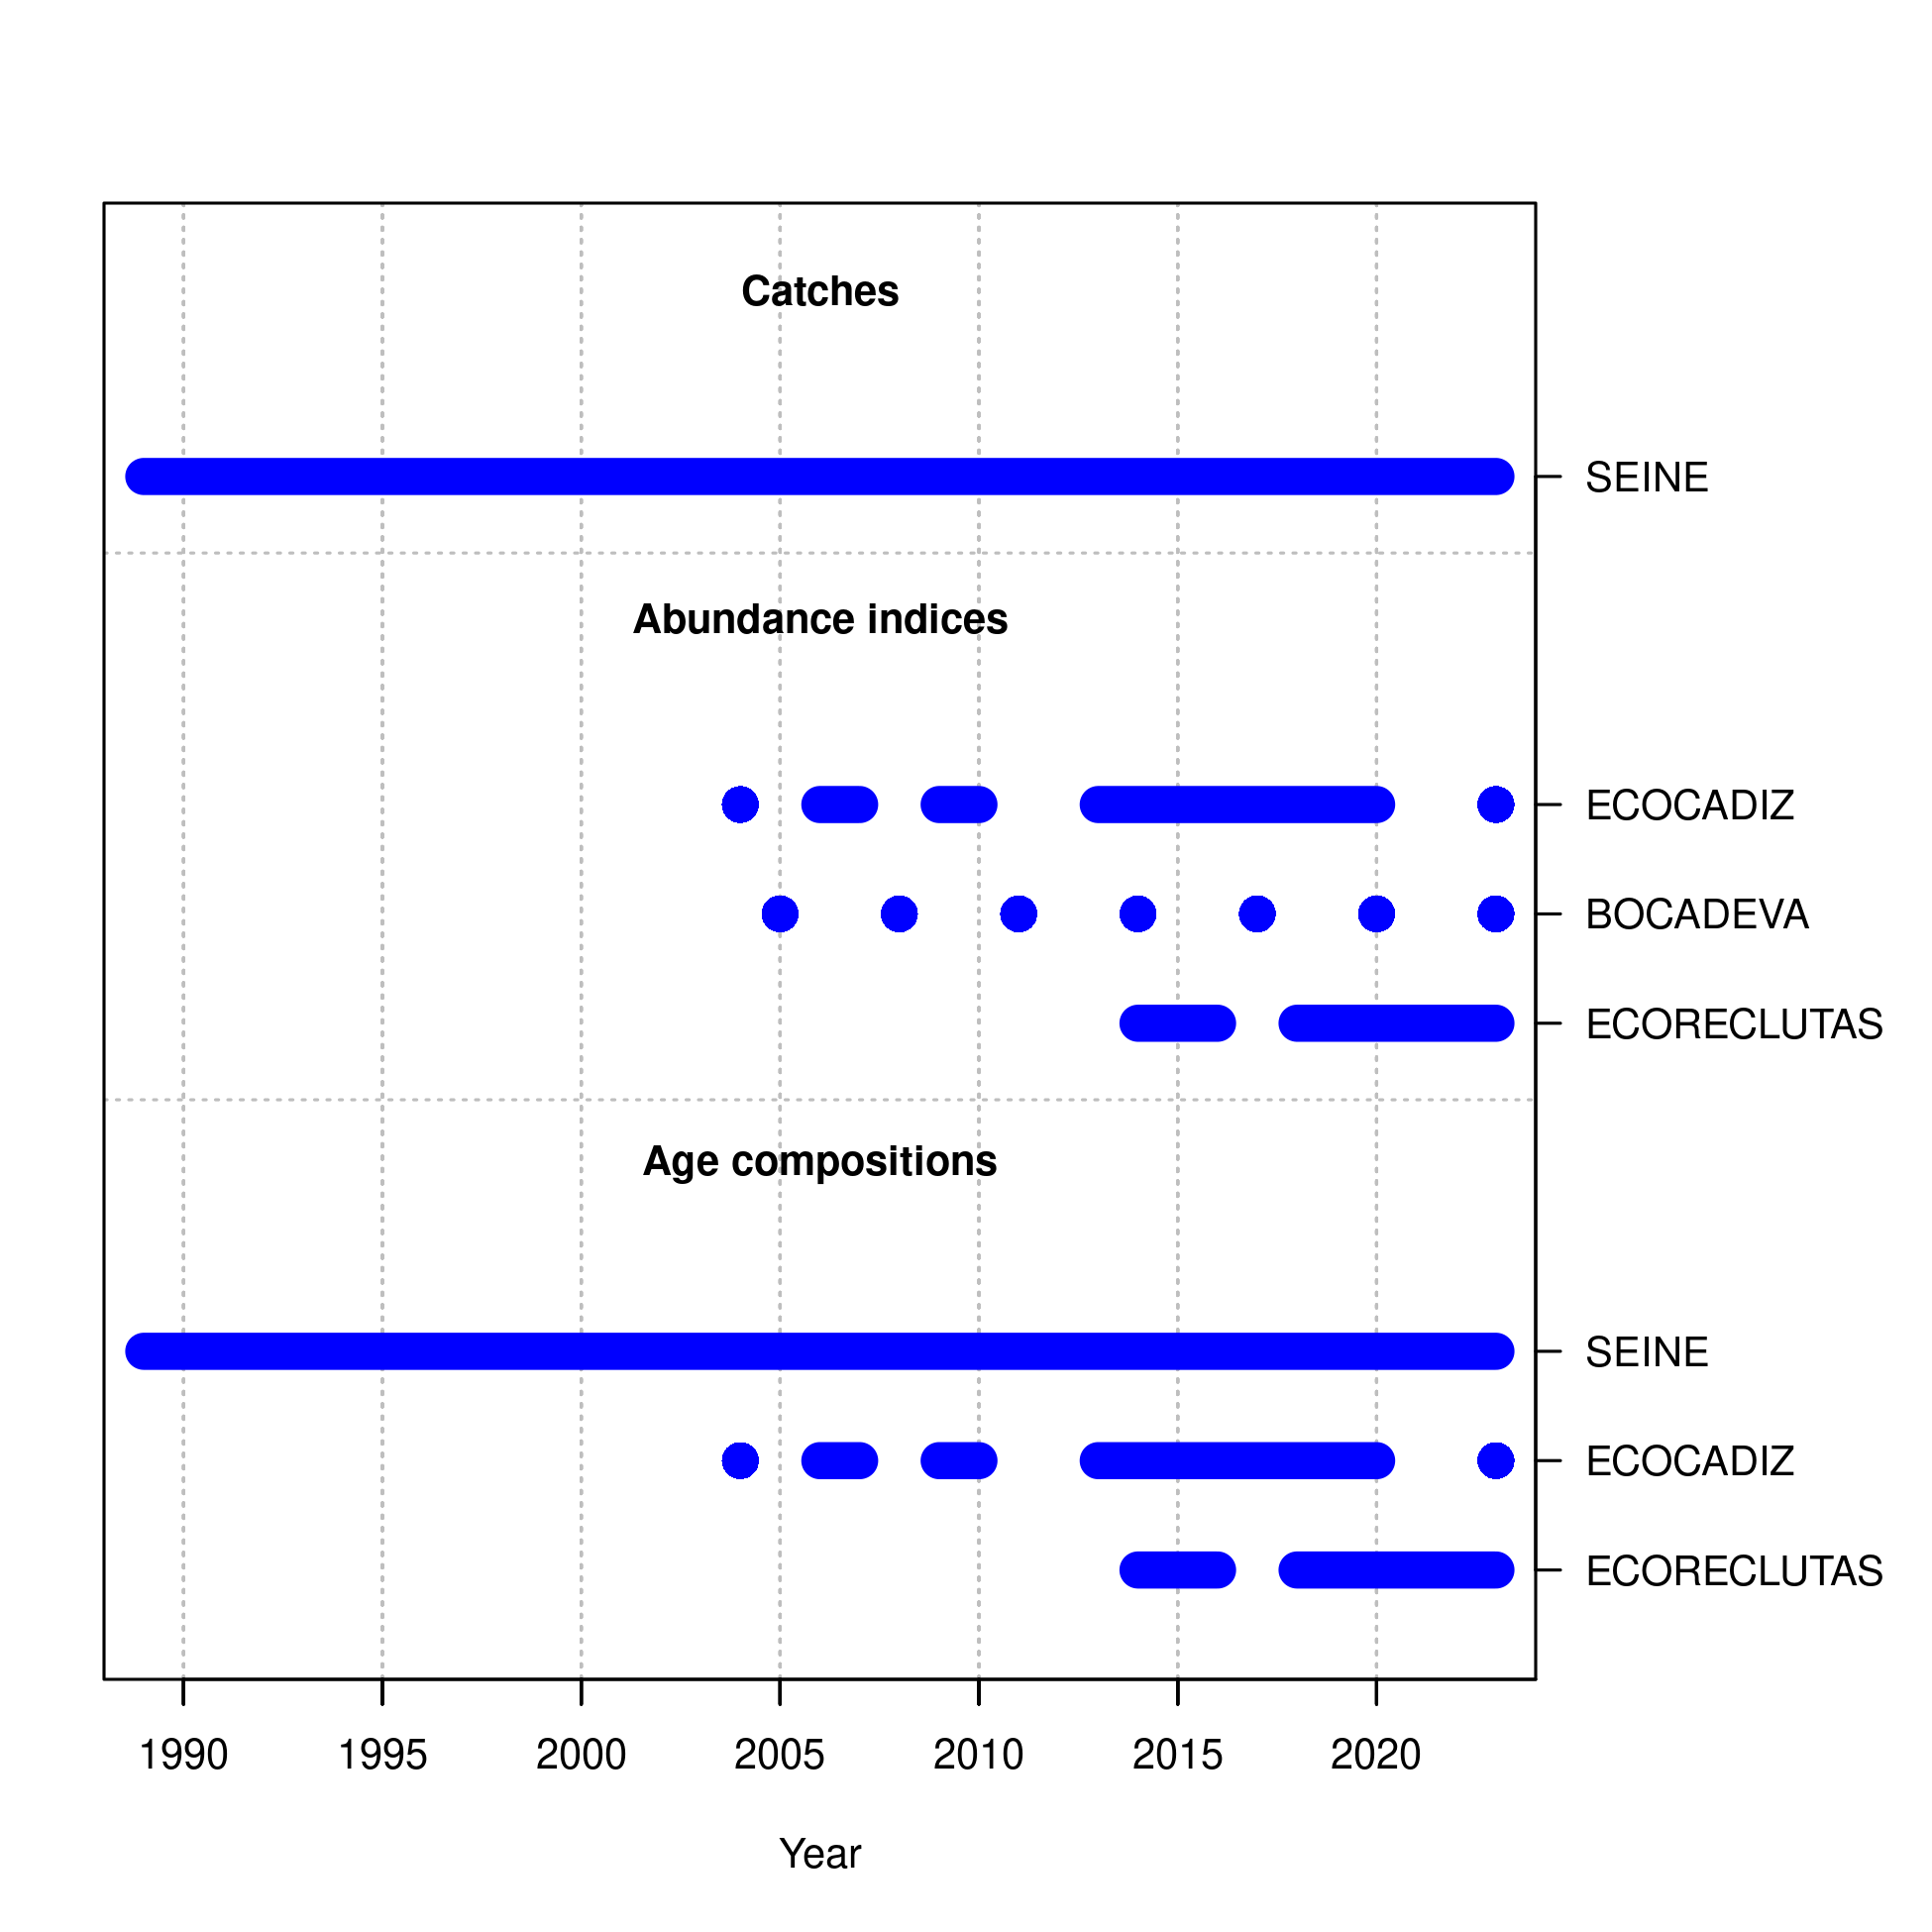 Catches
SEINE
Abundance indices
ECOCADIZ
BOCADEVA
ECORECLUTAS
Age compositions
SEINE
ECOCADIZ
ECORECLUTAS
1990 1995 2000 2005 2010 2015 2020
Year